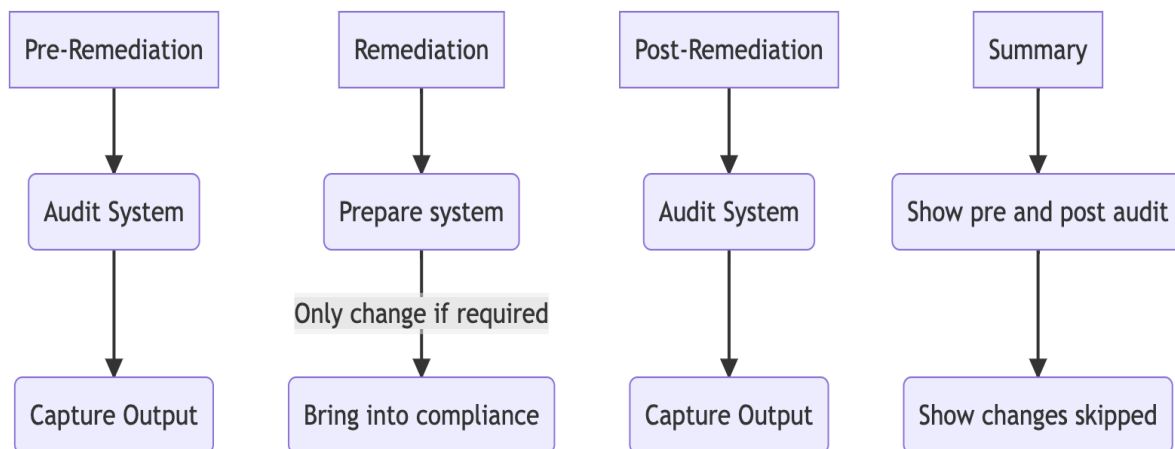 Pre-Remediation
Remediation
Post-Remediation
Summary
Audit System
Prepare system
Audit System
Show pre and post audit
Only change if required
Capture Output
Bring into compliance
Capture Output
Show changes skipped